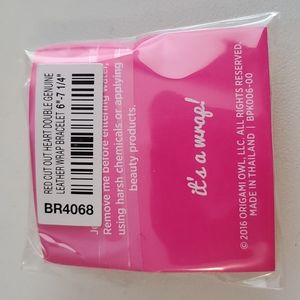 RED CUT OUT HEART DOUBLE GENUINE
LEATHER WRAP BRACELET 6"-7 1/4"
BR4068
Remove me before entering water,
using harsh chemicals or applying
beauty products.
it's a wrap!
© 2016 ORIGAMI OWL, LLC. ALL RIGHTS RESERVED.
MADE IN THAILAND | BPK006-00